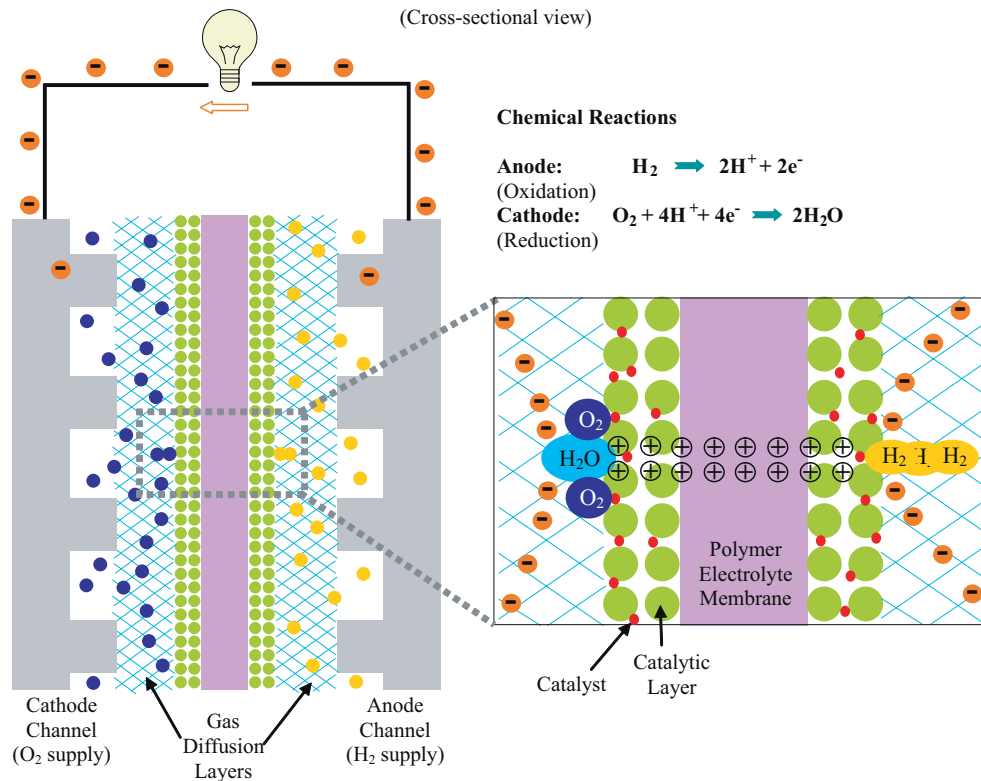 (Cross-sectional view)
Chemical Reactions
Anode: H₂ ➡ 2H⁺ + 2e⁻
(Oxidation)
Cathode: O₂ + 4H⁺ + 4e⁻ ➡ 2H₂O
(Reduction)
O₂
H₂O
O₂
H₂ H₂
Polymer
Electrolyte
Membrane
Catalyst
Catalytic
Layer
Cathode
Channel
(O₂ supply)
Gas
Diffusion
Layers
Anode
Channel
(H₂ supply)